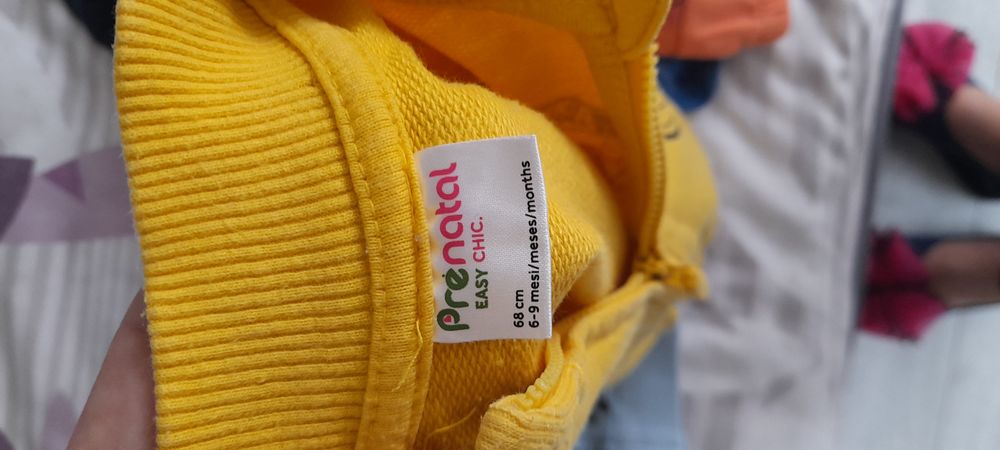 Prénatal
EASY CHIC.
68 cm
6-9 mesi/meses/months